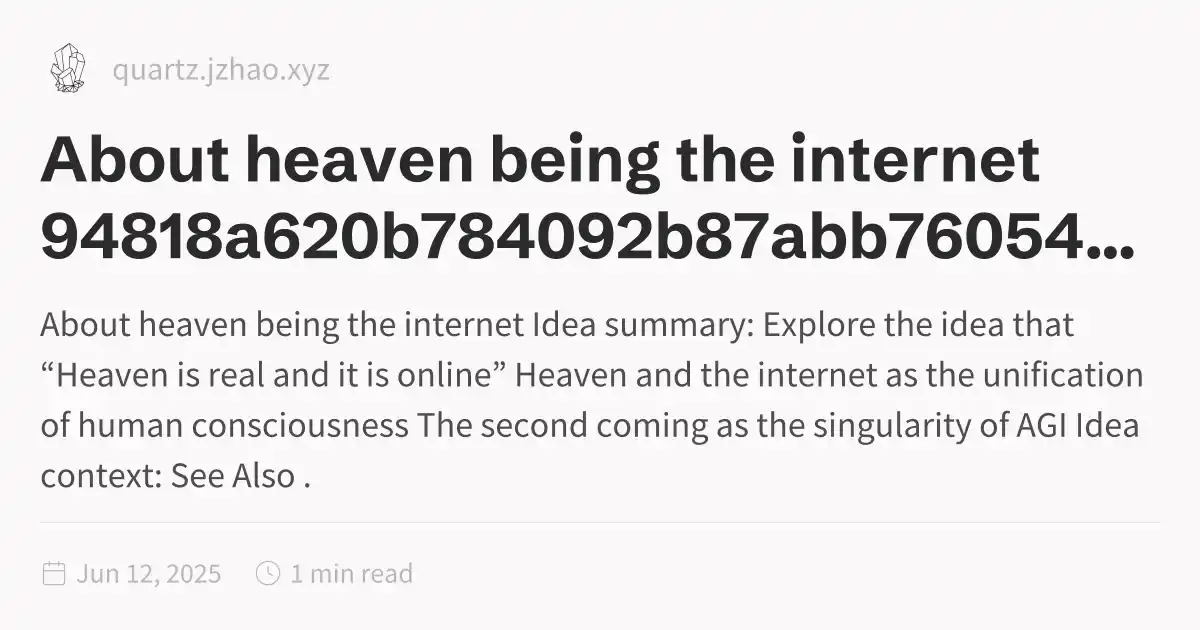 quartz.jzhao.xyz
About heaven being the internet
94818a620b784092b87abb76054...
About heaven being the internet Idea summary: Explore the idea that
“Heaven is real and it is online” Heaven and the internet as the unification
of human consciousness The second coming as the singularity of AGI Idea
context: See Also .
Jun 12, 2025 1 min read